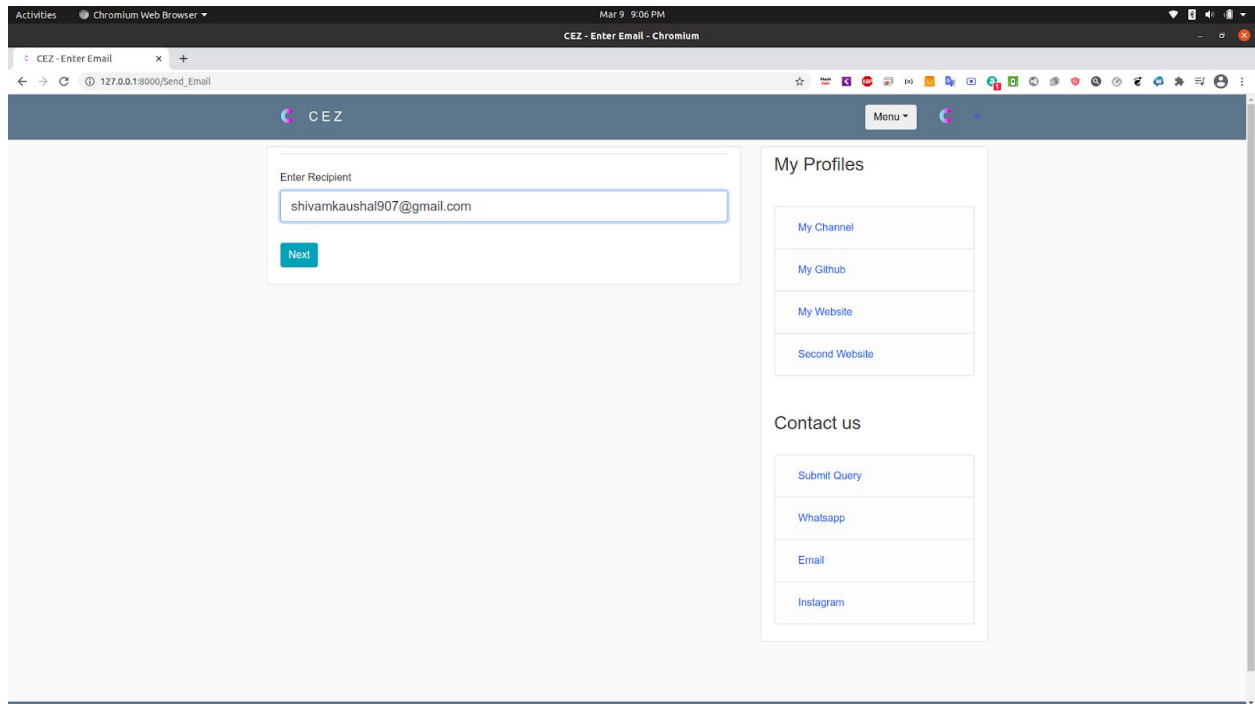 Activities Chromium Web Browser Mar 9 9:06 PM
CEZ - Enter Email - Chromium
CEZ - Enter Email
127.0.0.1:8000/Send_Email
CEZ Menu
Enter Recipient
shivamkaushal907@gmail.com
Next
My Profiles
My Channel
My Github
My Website
Second Website
Contact us
Submit Query
Whatsapp
Email
Instagram